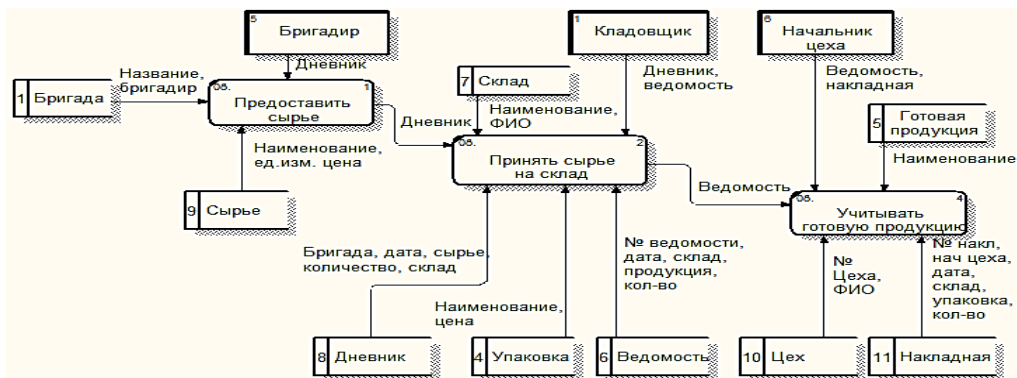 5
Бригадир
1
Кладовщик
6
Начальник
цеха
Название,
бригадир
Дневник
7 Склад
Дневник,
ведомость
Ведомость,
накладная
1 Бригада
0в. 1
Предоставить
сырье
Дневник
Наименование,
ФИО
5 Готовая
продукция
Наименование,
ед.изм. цена
0в. 2
Принять сырье
на склад
Наименование
9 Сырье
Ведомость
0в. 4
Учитывать
готовую продукцию
Бригада, дата, сырье,
количество, склад
№ ведомости,
дата, склад,
продукция,
кол-во
№
Цеха,
ФИО
№ накл,
нач цеха,
дата,
склад,
упаковка,
кол-во
Наименование,
цена
8 Дневник
4 Упаковка
6 Ведомость
10 Цех
11 Накладная